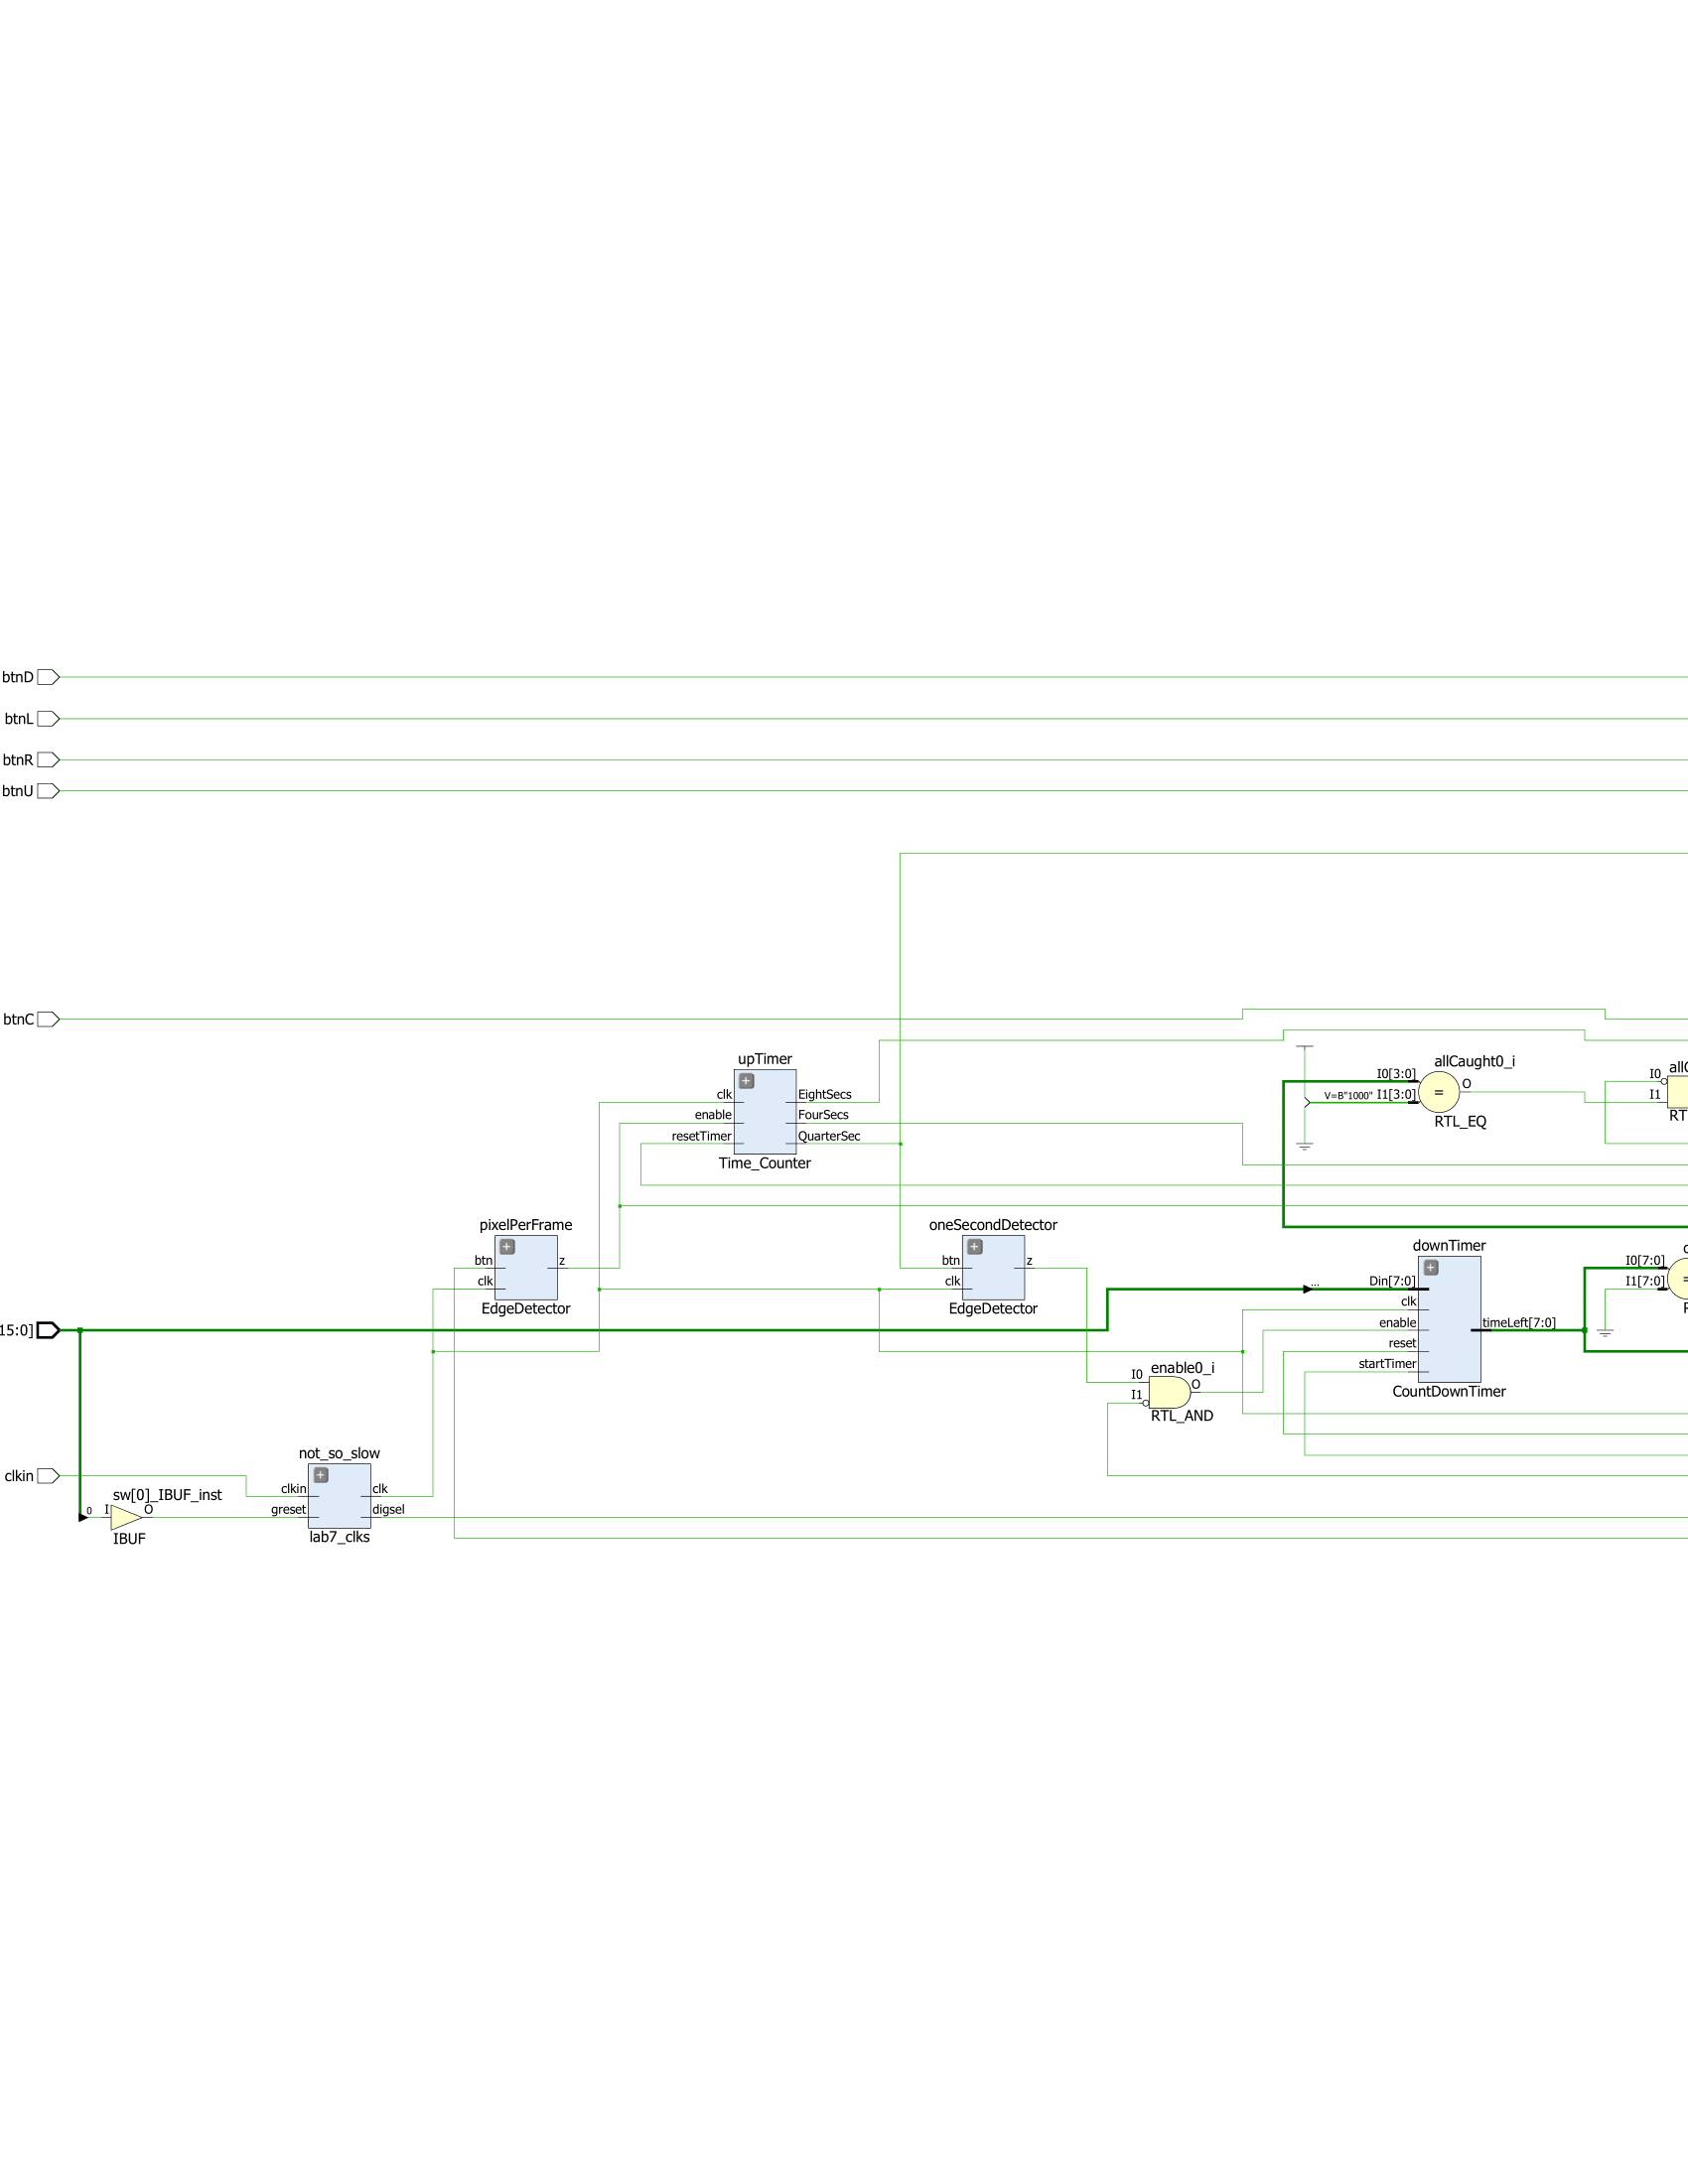 btnD
btnL
btnR
btnU
btnC
upTimer
clk
enable
resetTimer
EightSecs
FourSecs
QuarterSec
Time_Counter
allCaught0_i
I0[3:0]
V=B"1000" I1[3:0]
=
O
RTL_EQ
I0
I1
pixelPerFrame
btn
clk
z
EdgeDetector
oneSecondDetector
btn
clk
z
EdgeDetector
downTimer
Din[7:0]
clk
enable
reset
startTimer
timeLeft[7:0]
CountDownTimer
...
I0[7:0]
I1[7:0]
15:0]
enable0_i
I0
I1
O
RTL_AND
clkin
0
sw[0]_IBUF_inst
I
O
IBUF
not_so_slow
clkin
greset
clk
digsel
lab7_clks